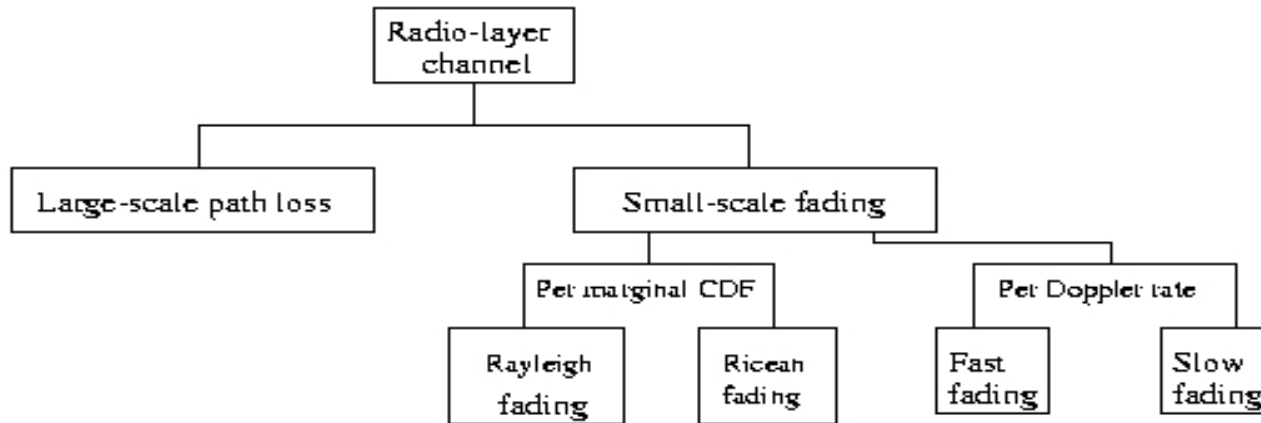 Radio-layer
channel
Large-scale path loss
Small-scale fading
Per marginal CDF
Per Doppler rate
Rayleigh
fading
Ricean
fading
Fast
fading
Slow
fading